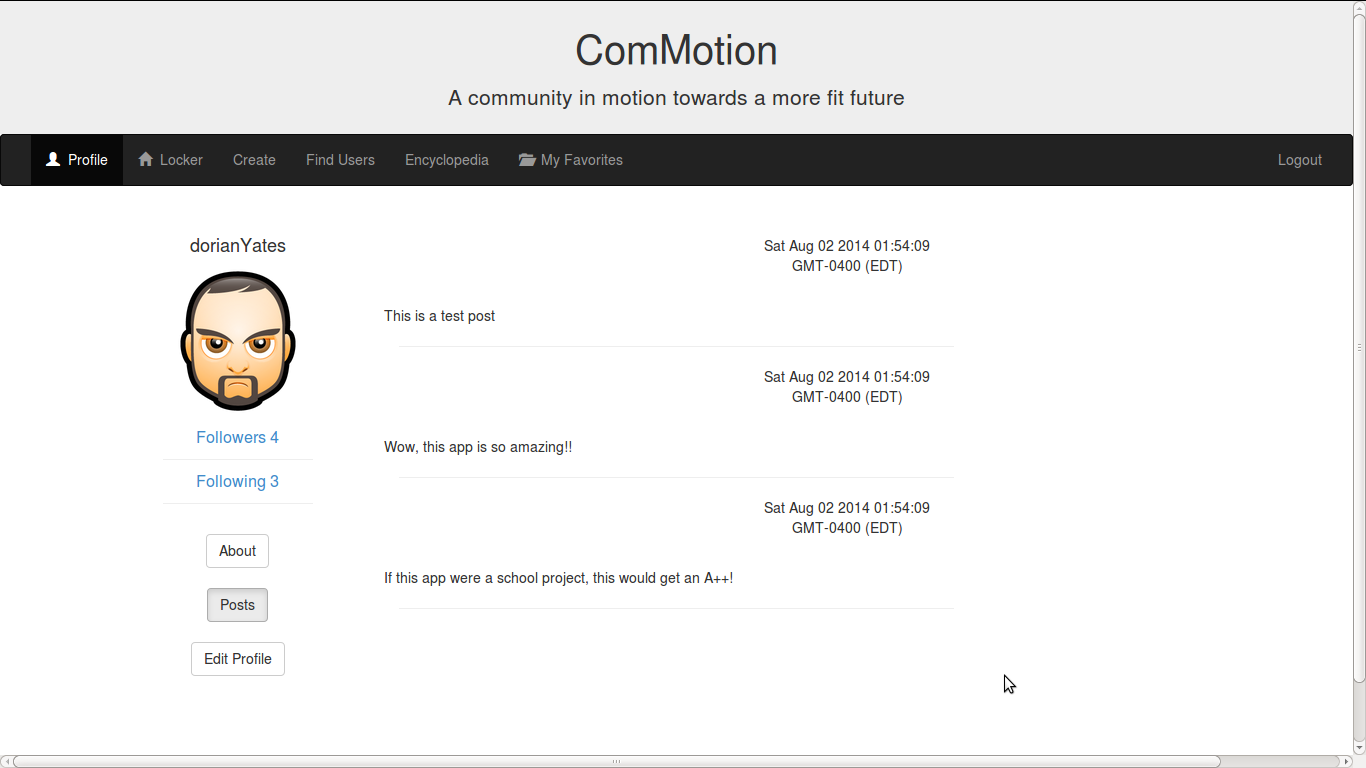 ComMotion
A community in motion towards a more fit future
Profile Locker Create Find Users Encyclopedia My Favorites Logout
dorianYates
Followers 4
Following 3
About
Posts
Edit Profile
Sat Aug 02 2014 01:54:09
GMT-0400 (EDT)
This is a test post
Sat Aug 02 2014 01:54:09
GMT-0400 (EDT)
Wow, this app is so amazing!!
Sat Aug 02 2014 01:54:09
GMT-0400 (EDT)
If this app were a school project, this would get an A++!